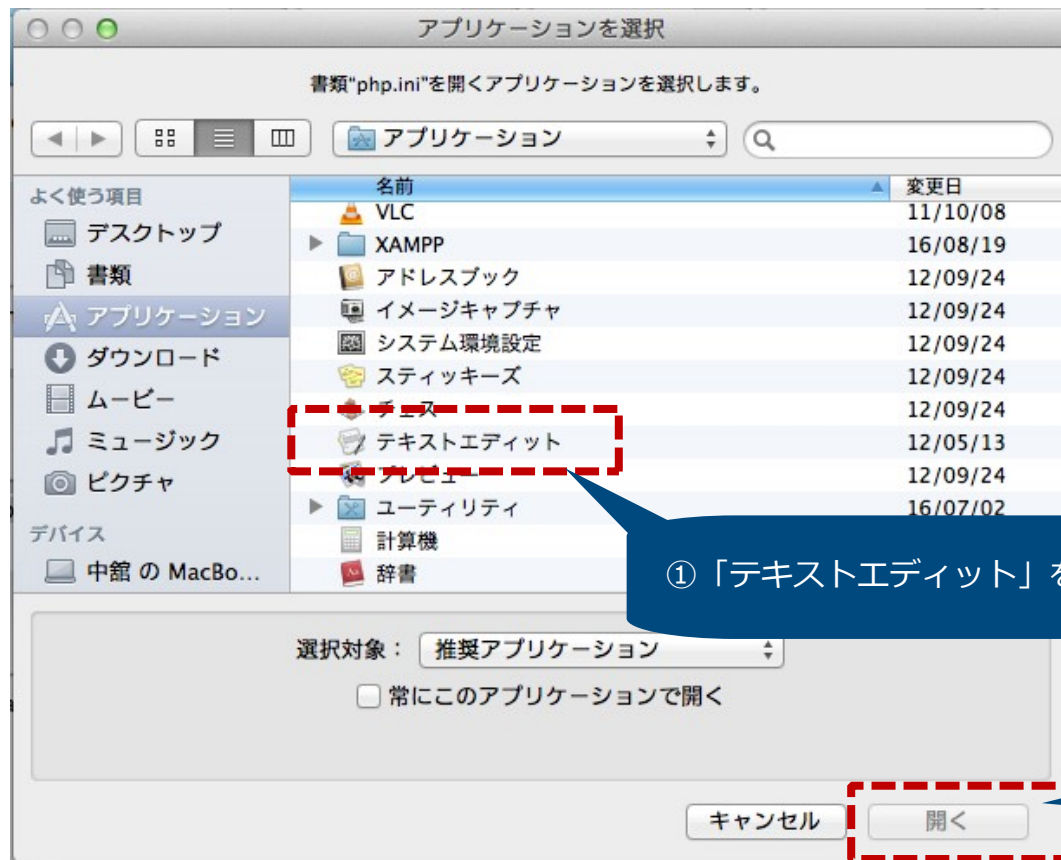 アプリケーションを選択
書類"php.ini"を開くアプリケーションを選択します。
アプリケーション
よく使う項目
デスクトップ
書類
アプリケーション
ダウンロード
ムービー
ミュージック
ピクチャ
デバイス
中舘 の MacBo...
名前 変更日
VLC 11/10/08
XAMPP 16/08/19
アドレスブック 12/09/24
イメージキャプチャ 12/09/24
システム環境設定 12/09/24
スティッキーズ 12/09/24
チェス 12/09/24
テキストエディット 12/05/13
プレビュー 12/09/24
ユーティリティ 16/07/02
計算機
辞書
①「テキストエディット」を
選択対象： 推奨アプリケーション
常にこのアプリケーションで開く
キャンセル 開く